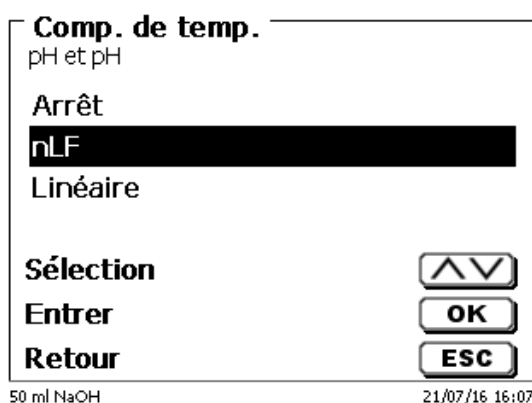 Comp. de temp.
pH et pH
Arrêt
nLF
Linéaire
Sélection
Entrer OK
Retour ESC
50 ml NaOH 21/07/16 16:07